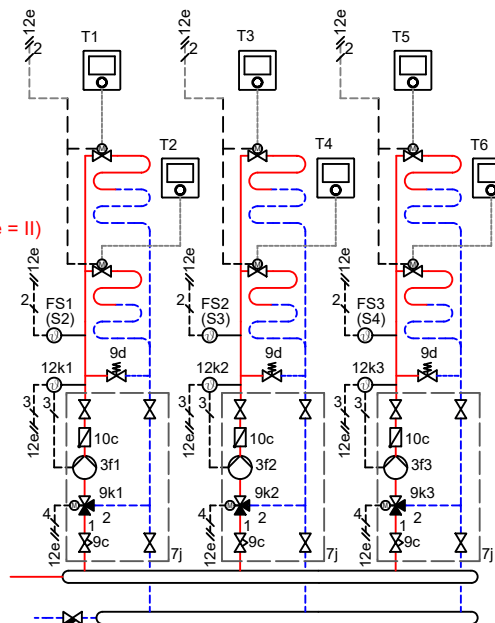 12e 12e 12e
2 2 2
T1 T3 T5
M M M
T2 T4 T6
e = II)
12e 12e 12e
M M M
FS1 FS2 FS3
2 (S2) 2 (S3) 2 (S4)
9d 9d 9d
12k1 12k2 12k3
3 3 3 3 3 3
12e 12e 12e
10c 10c 10c
3f1 3f2 3f3
9k1 9k2 9k3
4 M 2 4 M 2 4 M 2
1 1 1
12e 9c 7j 12e 9c 7j 12e 9c 7j